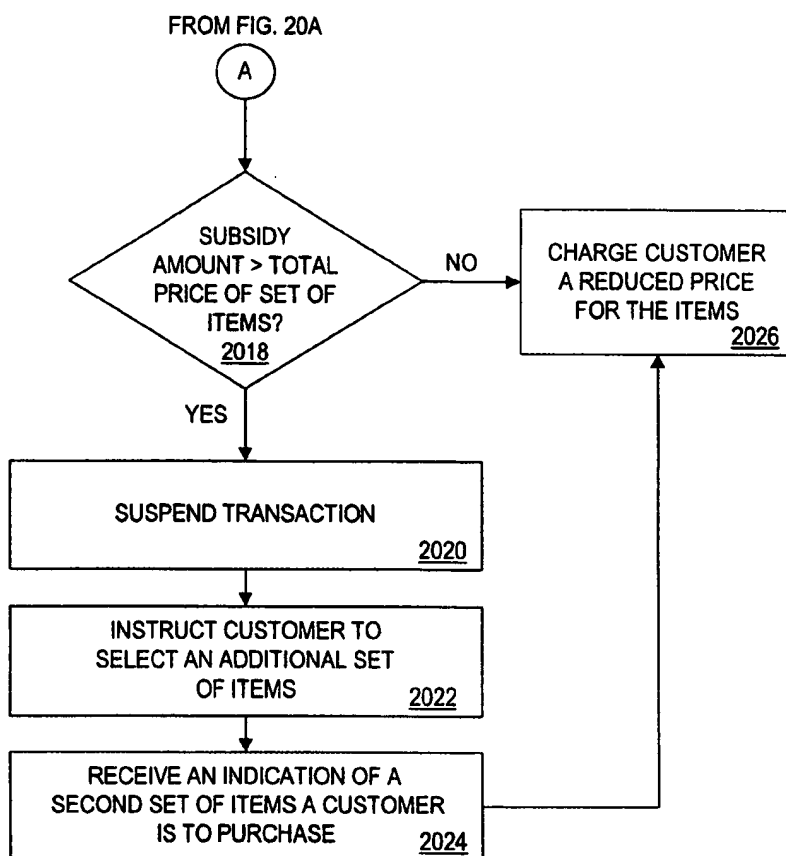 FROM FIG. 20A
A
SUBSIDY
AMOUNT > TOTAL
PRICE OF SET OF
ITEMS?
2018
NO
CHARGE CUSTOMER
A REDUCED PRICE
FOR THE ITEMS
2026
YES
SUSPEND TRANSACTION
2020
INSTRUCT CUSTOMER TO
SELECT AN ADDITIONAL SET
OF ITEMS
2022
RECEIVE AN INDICATION OF A
SECOND SET OF ITEMS A CUSTOMER
IS TO PURCHASE
2024